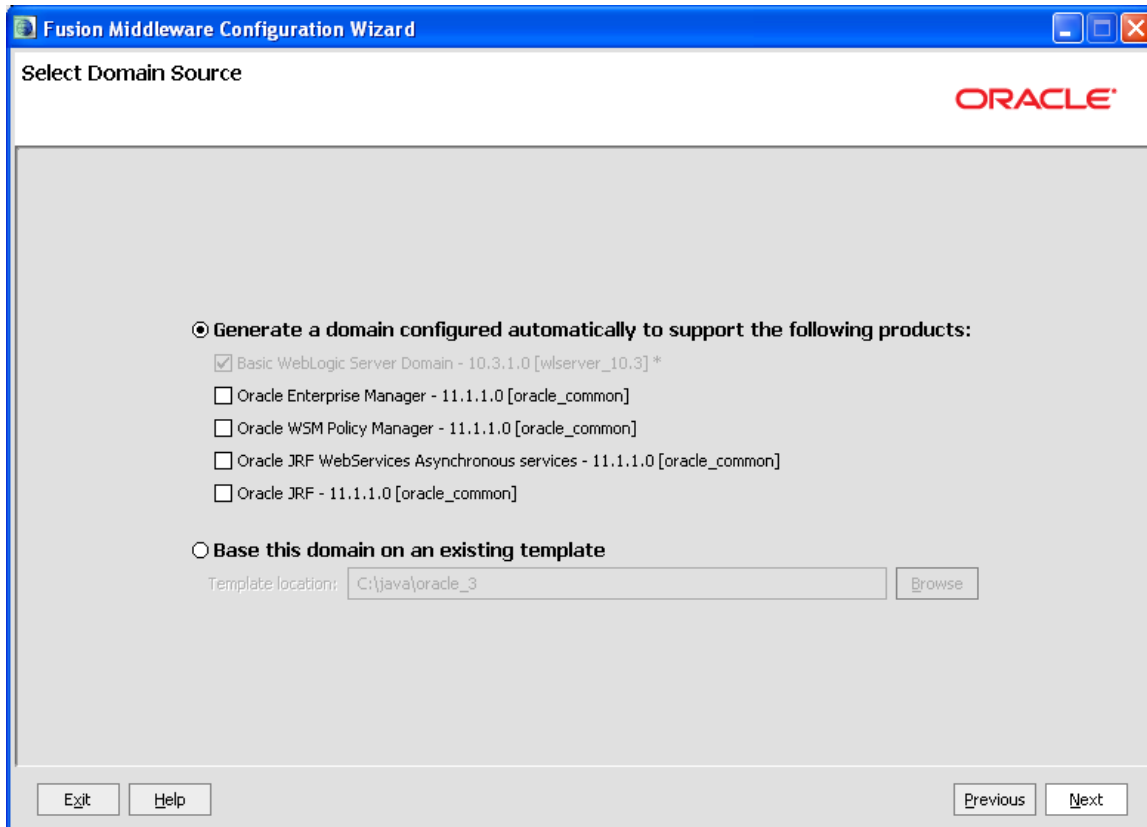 Fusion Middleware Configuration Wizard
Select Domain Source
ORACLE
Generate a domain configured automatically to support the following products:
Basic WebLogic Server Domain - 10.3.1.0 [wlserver_10.3] *
Oracle Enterprise Manager - 11.1.1.0 [oracle_common]
Oracle WSM Policy Manager - 11.1.1.0 [oracle_common]
Oracle JRF WebServices Asynchronous services - 11.1.1.0 [oracle_common]
Oracle JRF - 11.1.1.0 [oracle_common]
Base this domain on an existing template
Template location: C:\java\oracle_3 Browse
Exit Help Previous Next